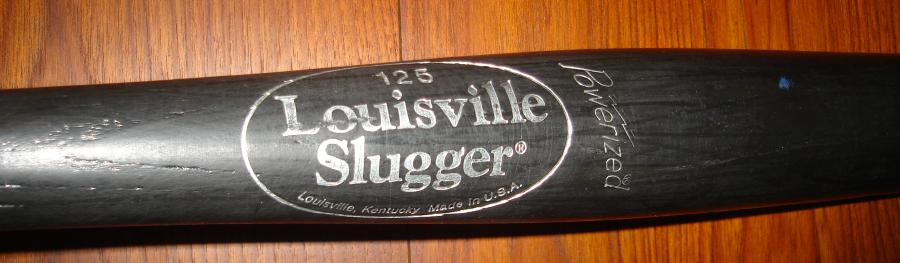 125
Louisville
Slugger®
Louisville, Kentucky Made In U.S.A.
Powerized